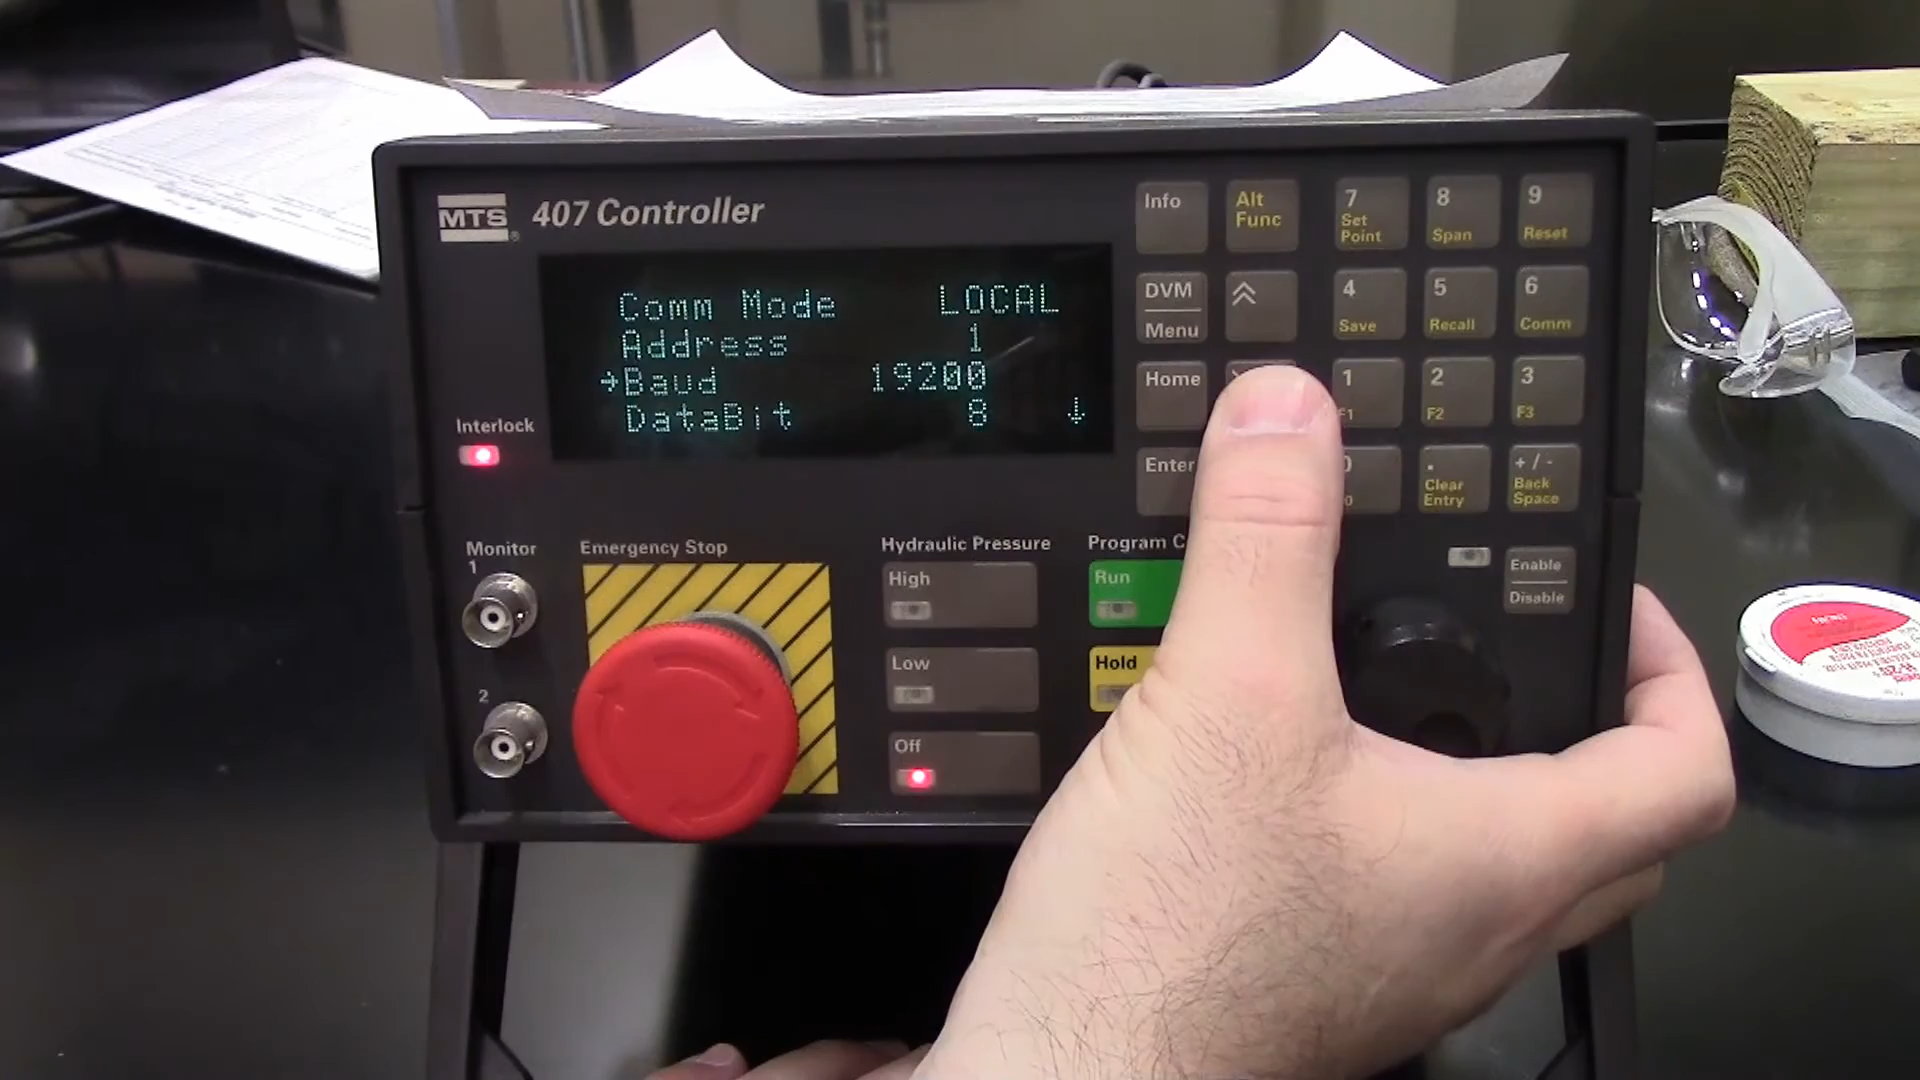 MTS ® 407 Controller
Comm Mode LOCAL
Address 1
→Baud 19200
DataBit 8 ↓
Interlock
Monitor
1
2
Emergency Stop
Hydraulic Pressure
High
Low
Off
Program C
Run
Hold
Info
Alt Func
7 Set Point
8 Span
9 Reset
DVM
Menu
4 Save
5 Recall
6 Comm
Home
1 F1
2 F2
3 F3
Enter
0
. Clear Entry
+ / - Back Space
Enable
Disable